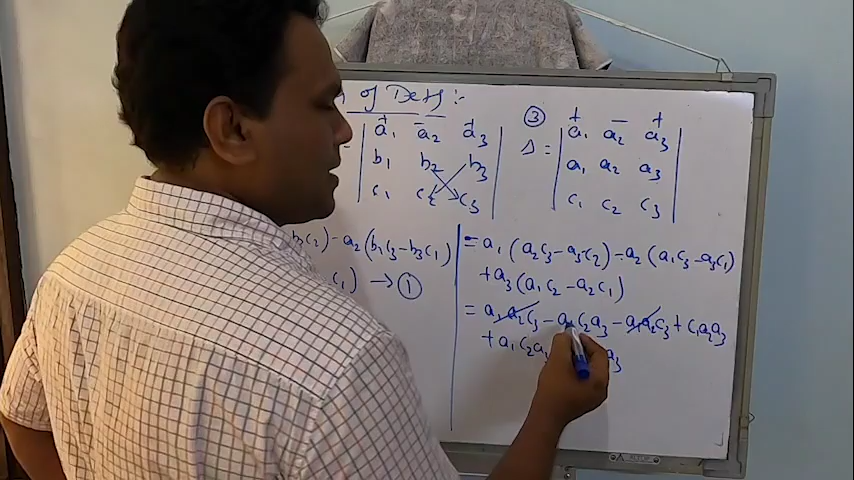 of Dets :-
+ − +
a₁ a₂ a₃
b₁ b₂ b₃
c₁ c₂ c₃
b₃c₂) − a₂(b₁c₃ − b₃c₁)
c₁) → ①
③ + − +
Δ = | a₁ a₂ a₃ |
a₁ a₂ a₃
c₁ c₂ c₃
= a₁(a₂c₃ − a₃c₂) − a₂(a₁c₃ − a₃c₁)
+ a₃(a₁c₂ − a₂c₁)
= a₁a₂c₃ − a₁c₂a₃ − a₁a₂c₃ + c₁a₂a₃
+ a₁c₂a₃ a₃